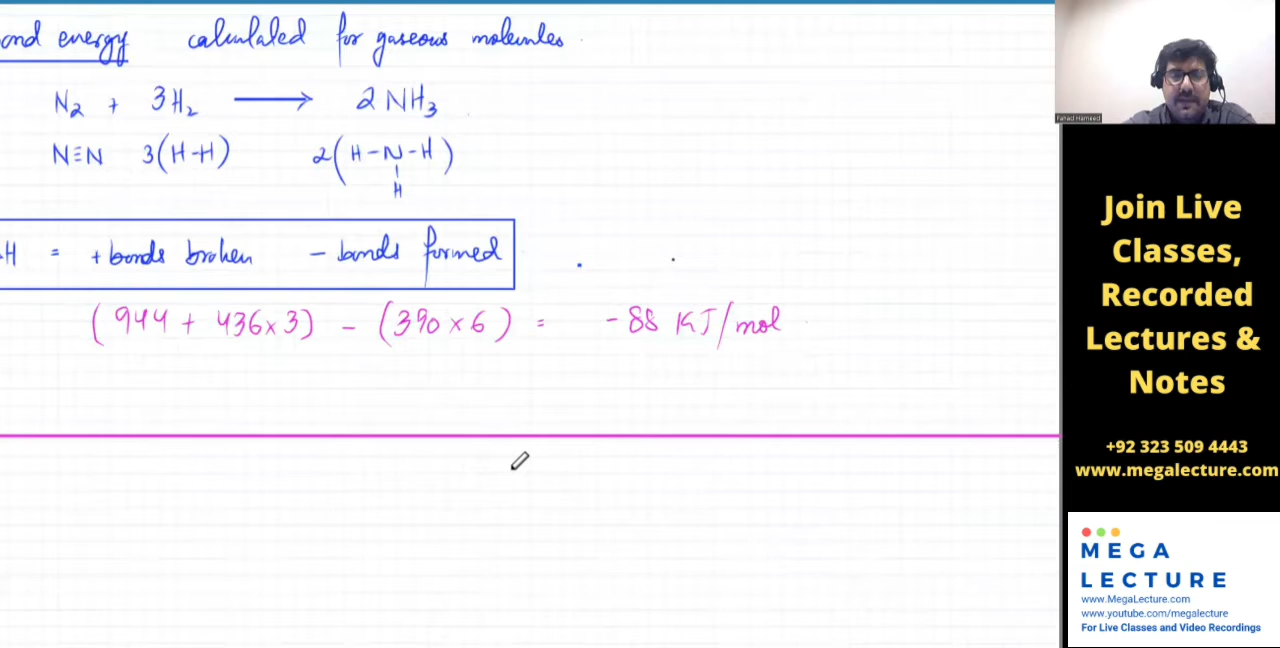 ond energy calculated for gaseous molecules
N₂ + 3H₂ ⟶ 2NH₃
N≡N 3(H-H) 2(H-N-H)
H
H = + bonds broken - bonds formed
(944 + 436x3) - (390 x 6) = -88 KJ/mol
Fahad Hameed
Join Live
Classes,
Recorded
Lectures &
Notes
+92 323 509 4443
www.megalecture.com
MEGA
LECTURE
www.MegaLecture.com
www.youtube.com/megalecture
For Live Classes and Video Recordings